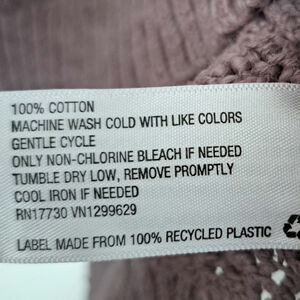 100% COTTON
MACHINE WASH COLD WITH LIKE COLORS
GENTLE CYCLE
ONLY NON-CHLORINE BLEACH IF NEEDED
TUMBLE DRY LOW, REMOVE PROMPTLY
COOL IRON IF NEEDED
RN17730 VN1299629
LABEL MADE FROM 100% RECYCLED PLASTIC